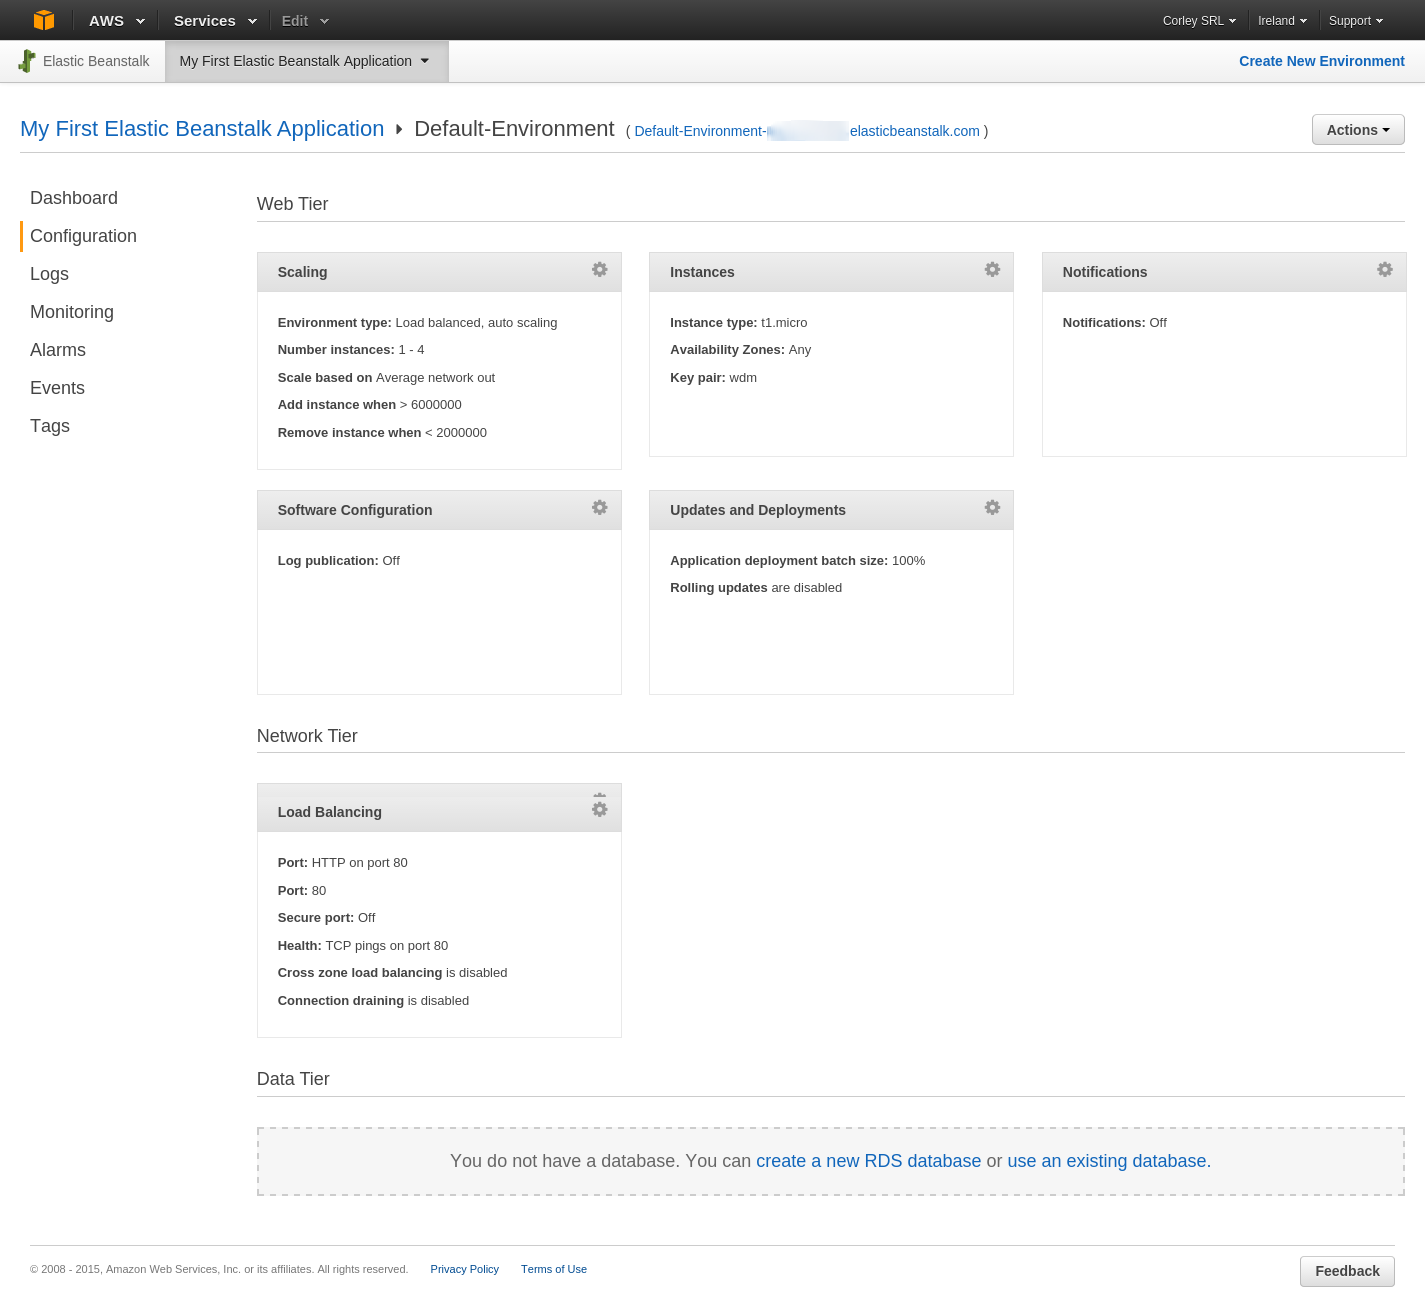 AWS Services Edit Corley SRL Ireland Support
Elastic Beanstalk My First Elastic Beanstalk Application Create New Environment
My First Elastic Beanstalk Application Default-Environment ( Default-Environment- elasticbeanstalk.com ) Actions
Dashboard
Configuration
Logs
Monitoring
Alarms
Events
Tags
Web Tier
Scaling
Environment type: Load balanced, auto scaling
Number instances: 1 - 4
Scale based on Average network out
Add instance when > 6000000
Remove instance when < 2000000
Instances
Instance type: t1.micro
Availability Zones: Any
Key pair: wdm
Notifications
Notifications: Off
Software Configuration
Log publication: Off
Updates and Deployments
Application deployment batch size: 100%
Rolling updates are disabled
Network Tier
Load Balancing
Port: HTTP on port 80
Port: 80
Secure port: Off
Health: TCP pings on port 80
Cross zone load balancing is disabled
Connection draining is disabled
Data Tier
You do not have a database. You can create a new RDS database or use an existing database.
© 2008 - 2015, Amazon Web Services, Inc. or its affiliates. All rights reserved. Privacy Policy Terms of Use Feedback